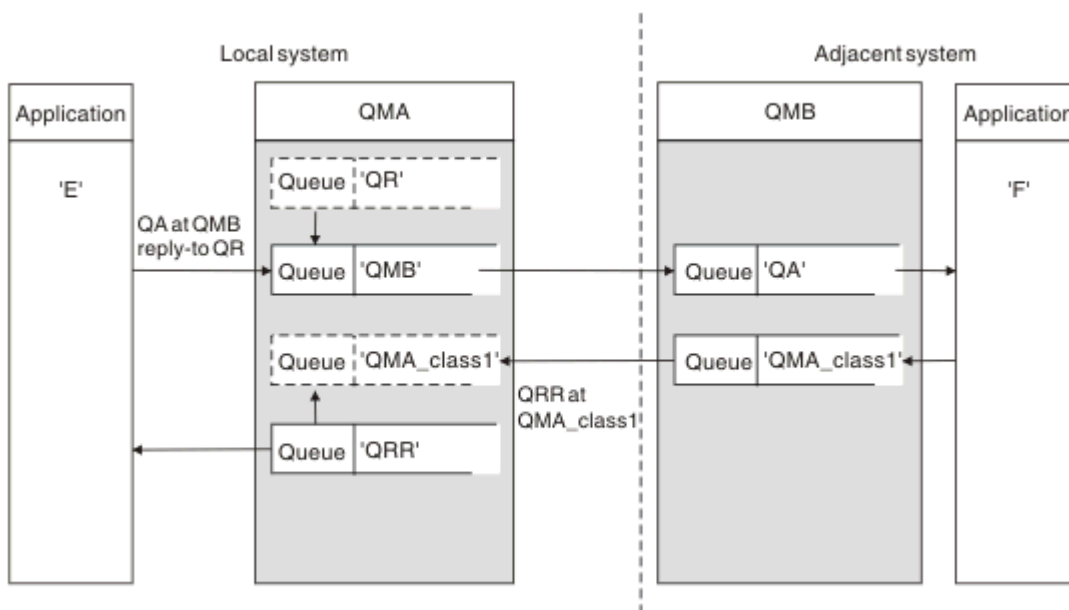 Local system
Adjacent system
Application
QMA
QMB
Application
'E'
'F'
Queue 'QR'
QA at QMB
reply-to QR
Queue 'QMB'
Queue 'QA'
Queue 'QMA_class1'
Queue 'QMA_class1'
QRR at
QMA_class1
Queue 'QRR'